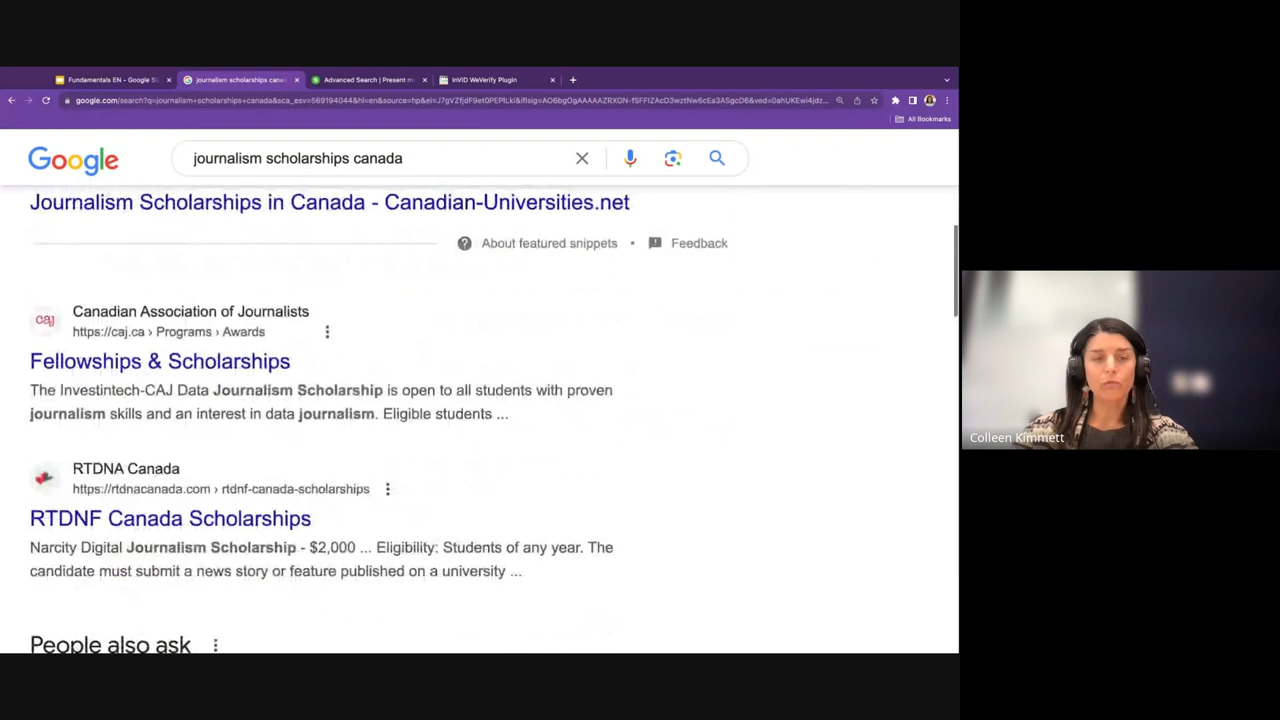 Fundamentals EN - Google Sl
journalism scholarships cana
Advanced Search | Present m
InVID WeVerify Plugin
All Bookmarks
Google
journalism scholarships canada
Journalism Scholarships in Canada - Canadian-Universities.net
About featured snippets • Feedback
caj
Canadian Association of Journalists
https://caj.ca › Programs › Awards
Fellowships & Scholarships
The Investintech-CAJ Data Journalism Scholarship is open to all students with proven
journalism skills and an interest in data journalism. Eligible students ...
RTDNA Canada
https://rtdnacanada.com › rtdnf-canada-scholarships
RTDNF Canada Scholarships
Narcity Digital Journalism Scholarship - $2,000 ... Eligibility: Students of any year. The
candidate must submit a news story or feature published on a university ...
People also ask
Colleen Kimmett